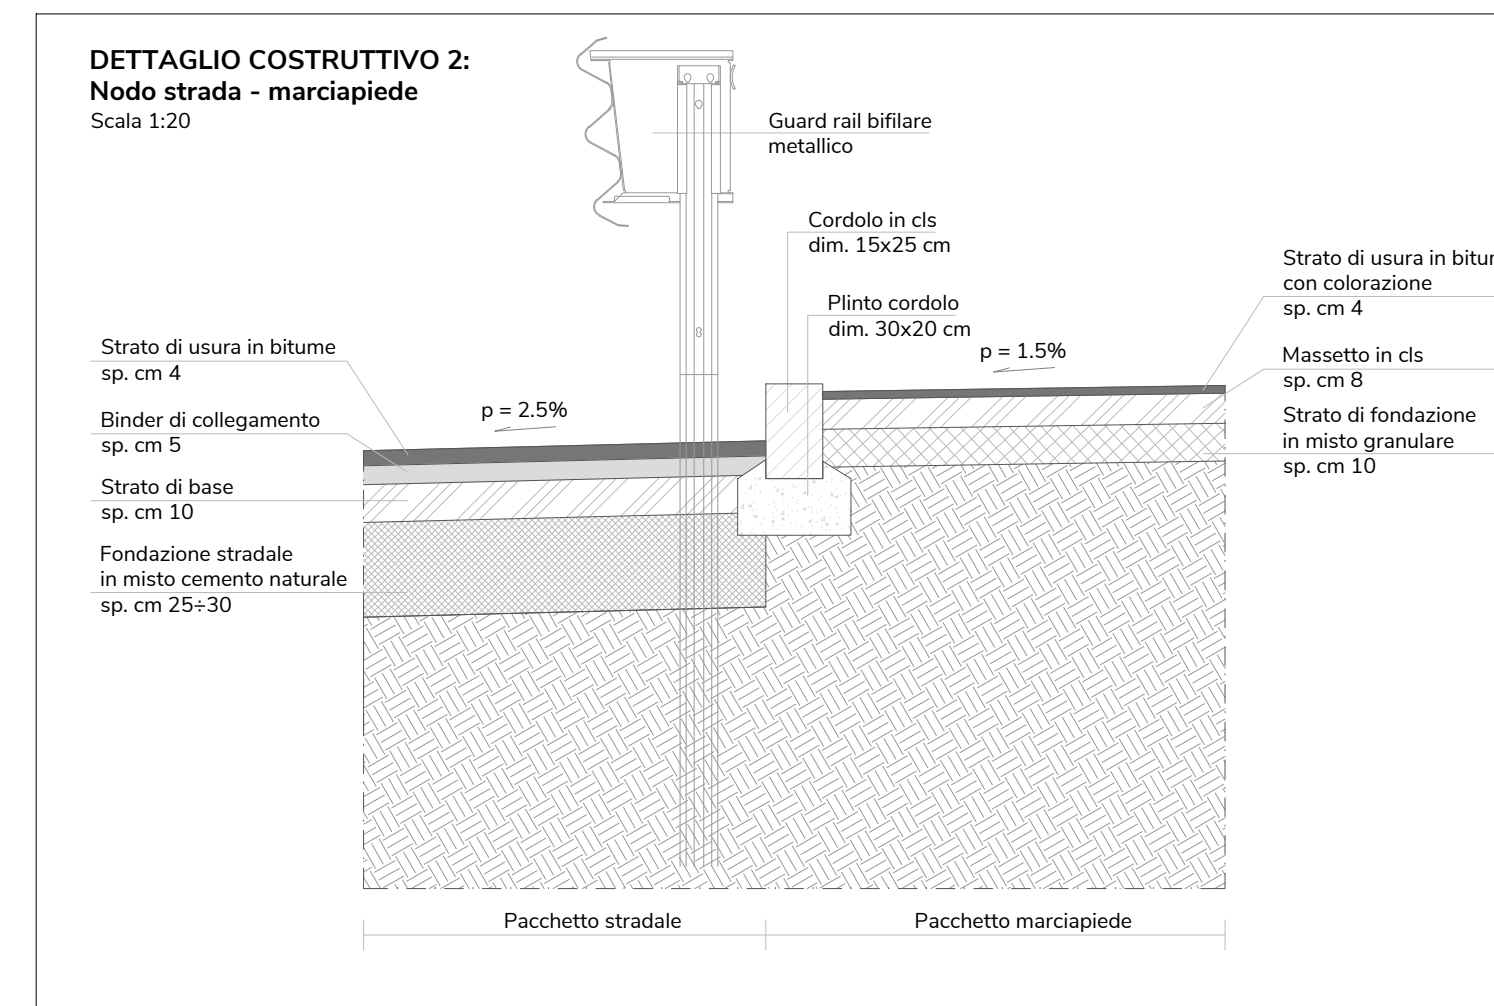 DETTAGLIO COSTRUTTIVO 2:
Nodo strada - marciapiede
Scala 1:20
Guard rail bifilare
metallico
Cordolo in cls
dim. 15x25 cm
Plinto cordolo
dim. 30x20 cm
p = 1.5%
Strato di usura in bitum
con colorazione
sp. cm 4
Massetto in cls
sp. cm 8
Strato di fondazione
in misto granulare
sp. cm 10
Strato di usura in bitume
sp. cm 4
Binder di collegamento
sp. cm 5
Strato di base
sp. cm 10
Fondazione stradale
in misto cemento naturale
sp. cm 25÷30
p = 2.5%
Pacchetto stradale
Pacchetto marciapiede